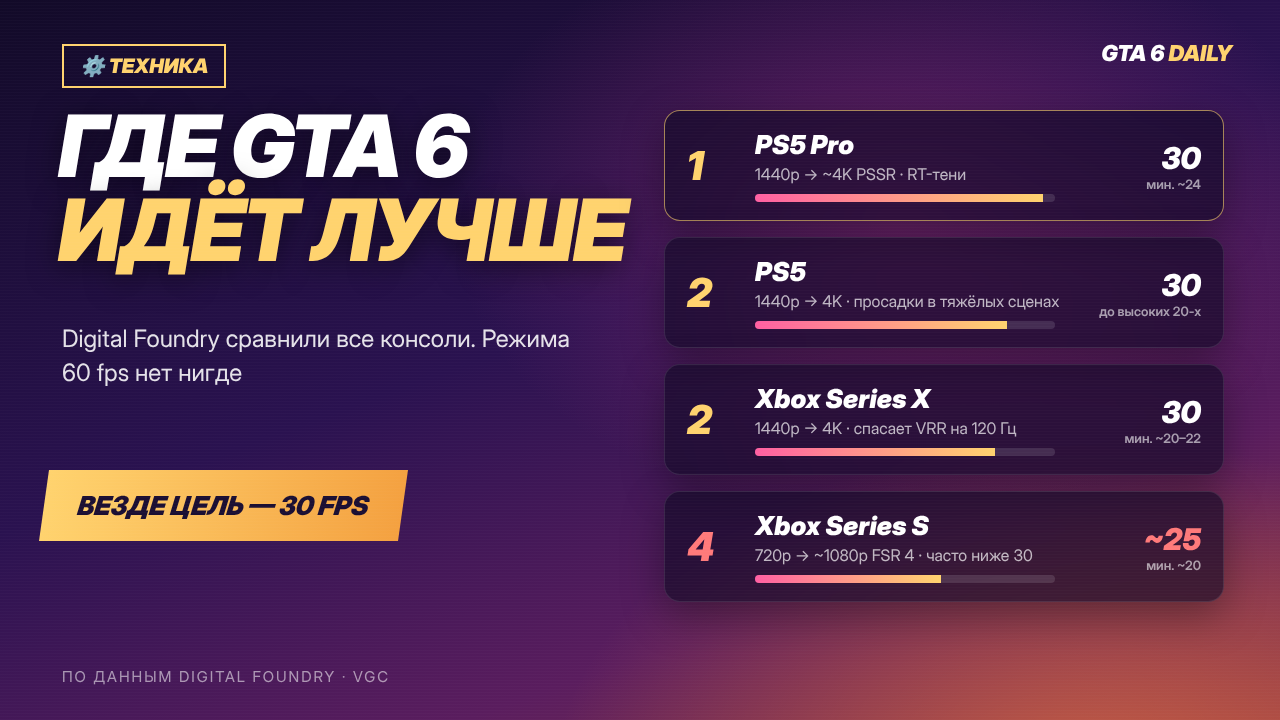 ⚙️ ТЕХНИКА
GTA 6 DAILY
ГДЕ GTA 6
ИДЁТ ЛУЧШЕ
Digital Foundry сравнили все консоли. Режима
60 fps нет нигде
ВЕЗДЕ ЦЕЛЬ — 30 FPS
1
PS5 Pro
1440p → ~4K PSSR · RT-тени
30
мин. ~24
2
PS5
1440p → 4K · просадки в тяжёлых сценах
30
до высоких 20-х
2
Xbox Series X
1440p → 4K · спасает VRR на 120 Гц
30
мин. ~20–22
4
Xbox Series S
720p → ~1080p FSR 4 · часто ниже 30
~25
мин. ~20
ПО ДАННЫМ DIGITAL FOUNDRY · VGC